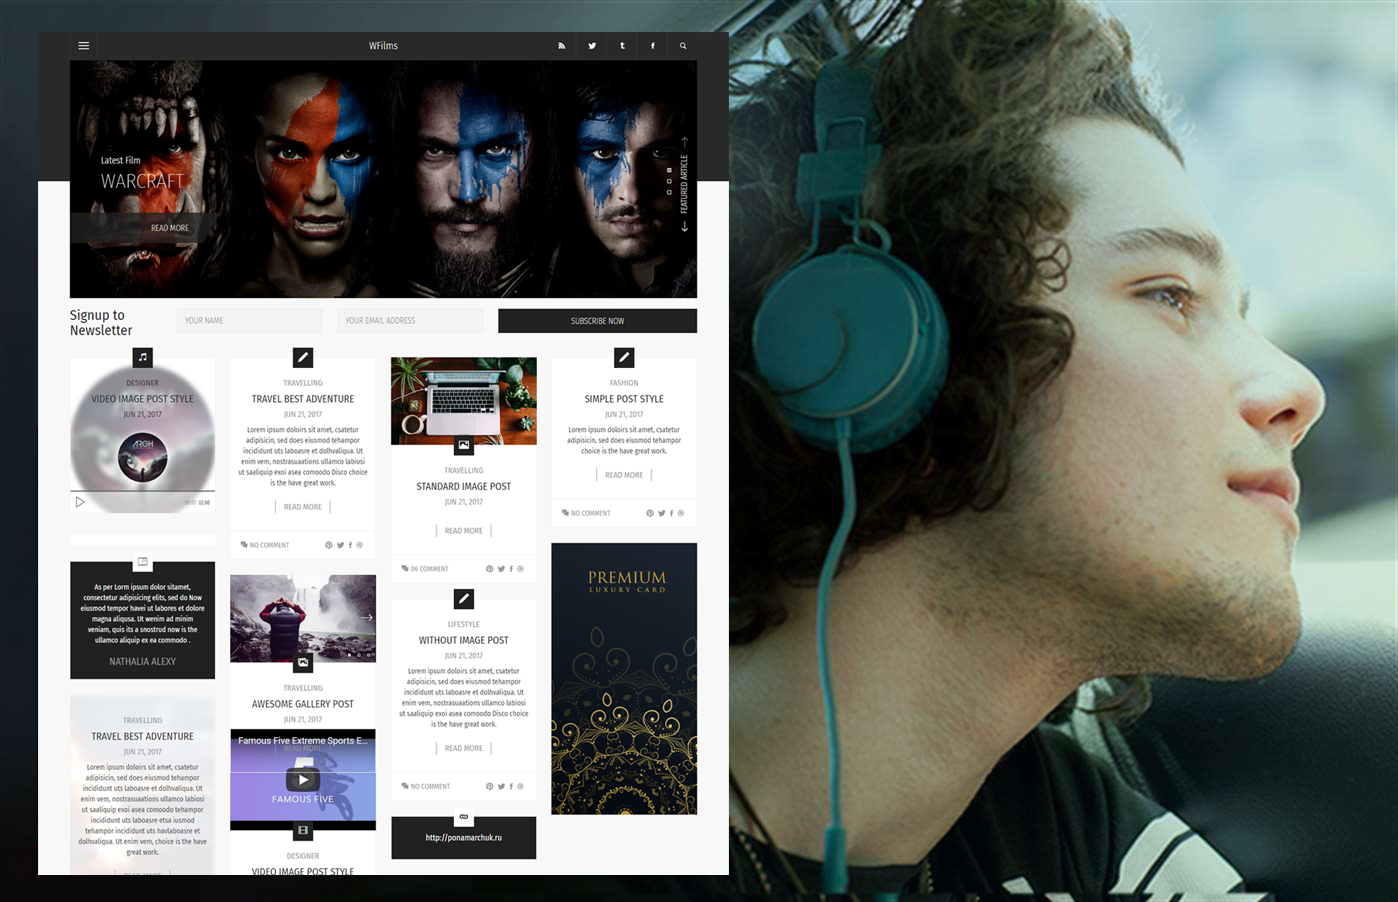 WFilms
Latest Film
WARCRAFT
READ MORE
FEATURED ARTICLE
Signup to
Newsletter
YOUR NAME
YOUR EMAIL ADDRESS
SUBSCRIBE NOW
DESIGNER
VIDEO IMAGE POST STYLE
JUN 21, 2017
ARGH
02:08
As per Lorm ipsum dolor sitamet,
consectetur adipisicing elits, sed do Now
eiusmod tempor havei ut labores et dolore
magna aliqusa. Ut wenim ad minim
veniam, quis its a snostrud now is the
ullamco aliquip ex ea commodo .
NATHALIA ALEXY
TRAVELLING
TRAVEL BEST ADVENTURE
JUN 21, 2017
Lorem ipsum doloirs sit amet, csatetur
adipisicin, sed does eiusmod tehampor
incididunt uts laboasre et dolhvaliqua. Ut
enim vem, nostrasuaations ullamco labiosi
ut saaliquip exoi asea comodo Disco choice
is the have great work.
READ MORE
NO COMMENT
TRAVELLING
AWESOME GALLERY POST
JUN 21, 2017
READ MORE
Famous Five Extreme Sports E...
FAMOUS FIVE
DESIGNER
VIDEO IMAGE POST STYLE
TRAVELLING
STANDARD IMAGE POST
JUN 21, 2017
READ MORE
06 COMMENT
LIFESTYLE
WITHOUT IMAGE POST
JUN 21, 2017
Lorem ipsum doloirs sit amet, csatetur
adipisicin, sed does eiusmod tehampor
incididunt uts laboasre et dolhvaliqua. Ut
enim vem, nostrasuaations ullamco labiosi
ut saaliquip exoi asea comodo Disco choice
is the have great work.
READ MORE
NO COMMENT
http://ponamarchuk.ru
FASHION
SIMPLE POST STYLE
JUN 21, 2017
Lorem ipsum doloirs sit amet, csatetur
adipisicin, sed does eiusmod tehampor
choice is the have great work.
READ MORE
NO COMMENT
PREMIUM
LUXURY CARD
TRAVELLING
TRAVEL BEST ADVENTURE
JUN 21, 2017
Lorem ipsum doloirs sit amet, csatetur
adipisicin, sed does eiusmod tehampor
incididunt uts laboasre et dolhvaliqua. Ut
enim vem, nostrasuaations ullamco labiosi
ut saaliquip exoi asea comodo Disco choice
is the have great work laboasre etsa iusmod
tehampor incididunt uts havlaboasre et
dolhvaliqua. Ut enim vem, choice is the have
great work.